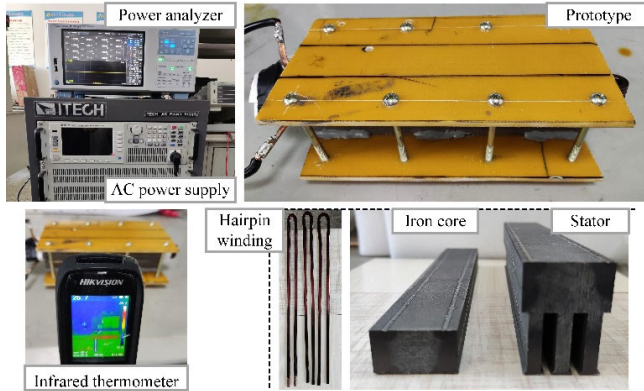 Power analyzer
Prototype
ITECH
AC power supply
Hairpin
winding
Iron core
Stator
HIKVISION
Infrared thermometer